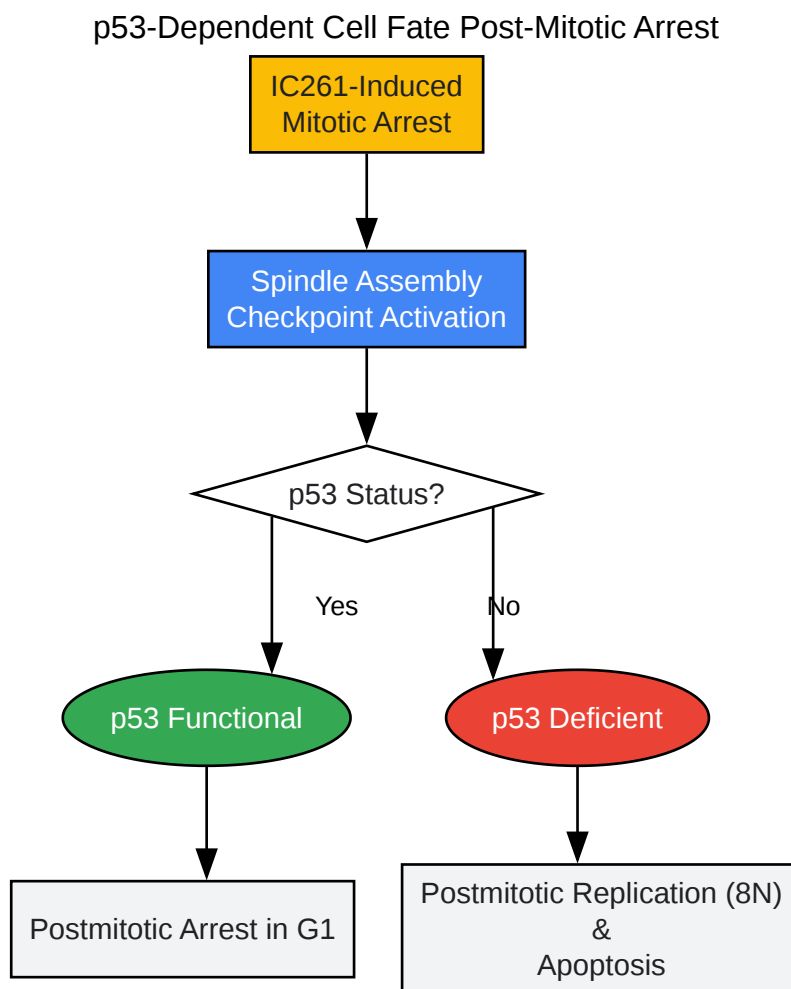 p53-Dependent Cell Fate Post-Mitotic Arrest
IC261-Induced
Mitotic Arrest
Spindle Assembly
Checkpoint Activation
p53 Status?
Yes
No
p53 Functional
p53 Deficient
Postmitotic Arrest in G1
Postmitotic Replication (8N)
&
Apoptosis